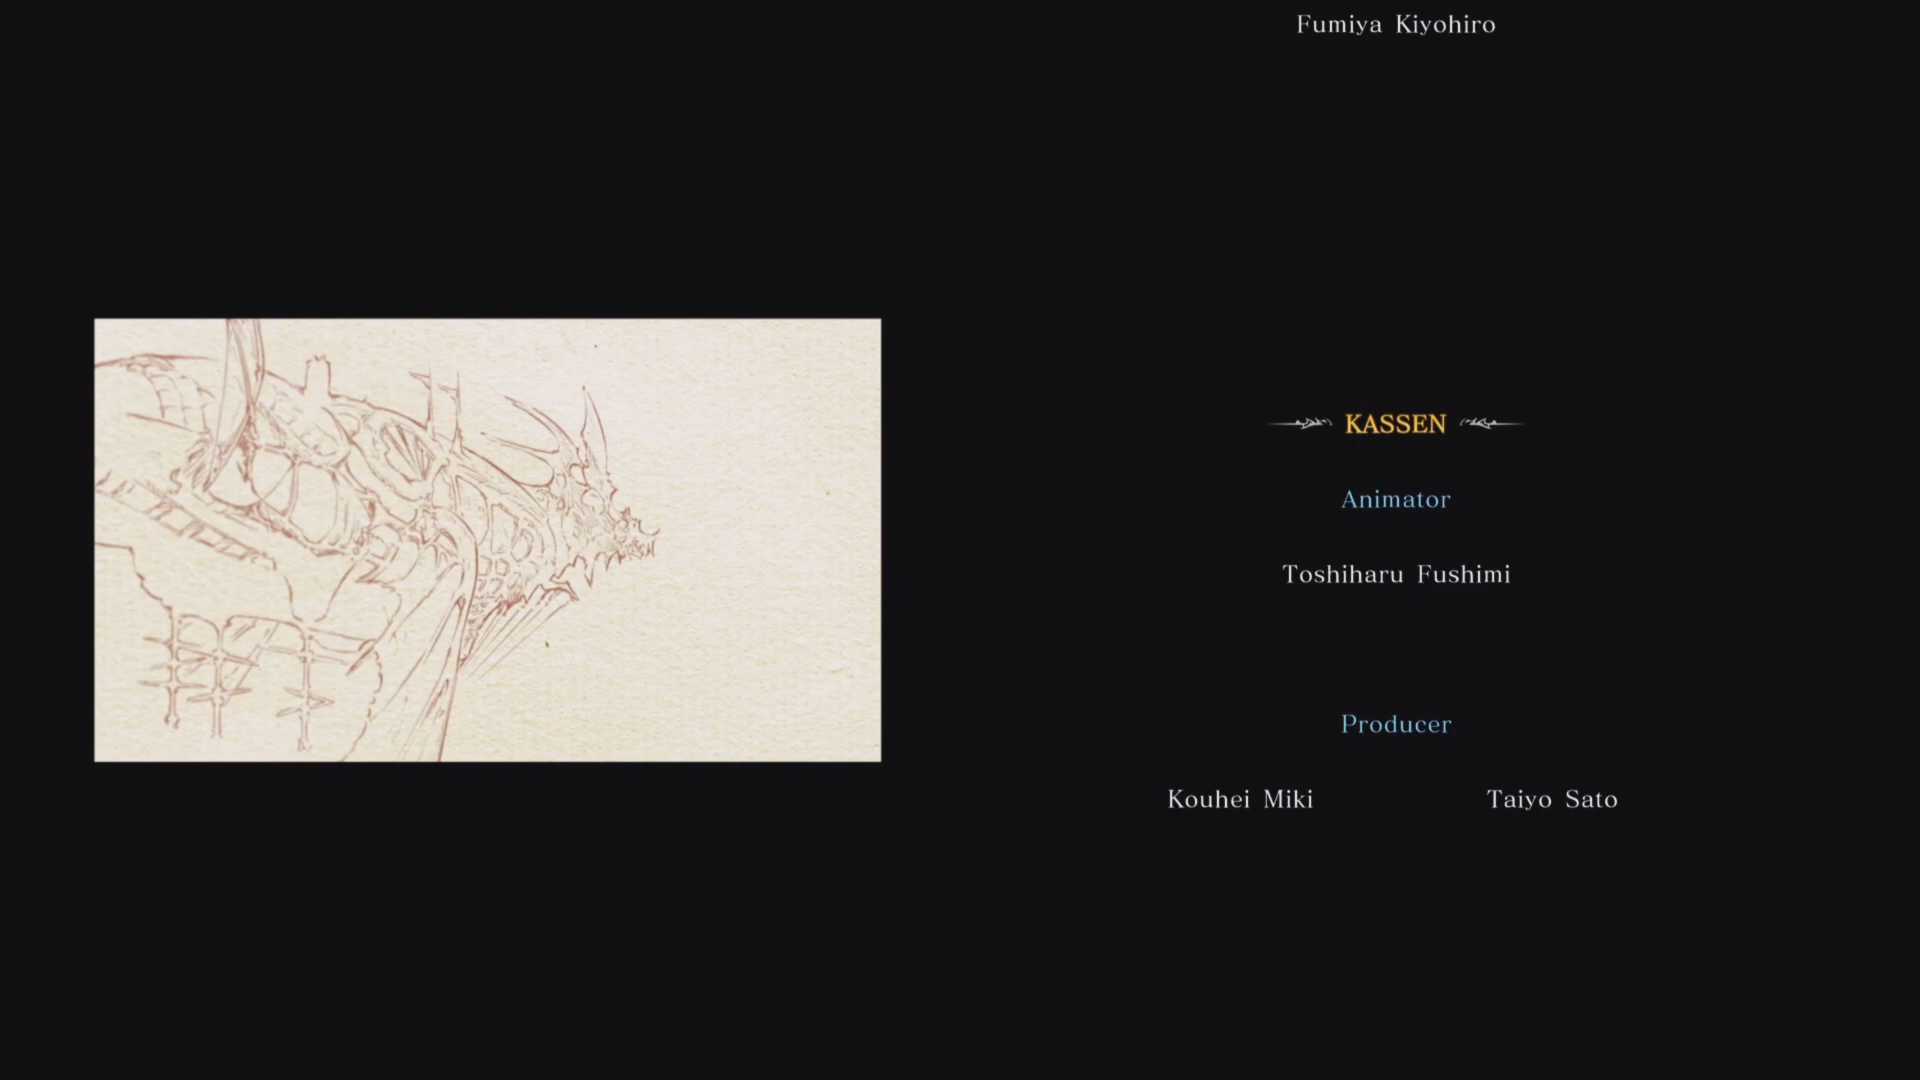 Fumiya Kiyohiro
KASSEN
Animator
Toshiharu Fushimi
Producer
Kouhei Miki Taiyo Sato